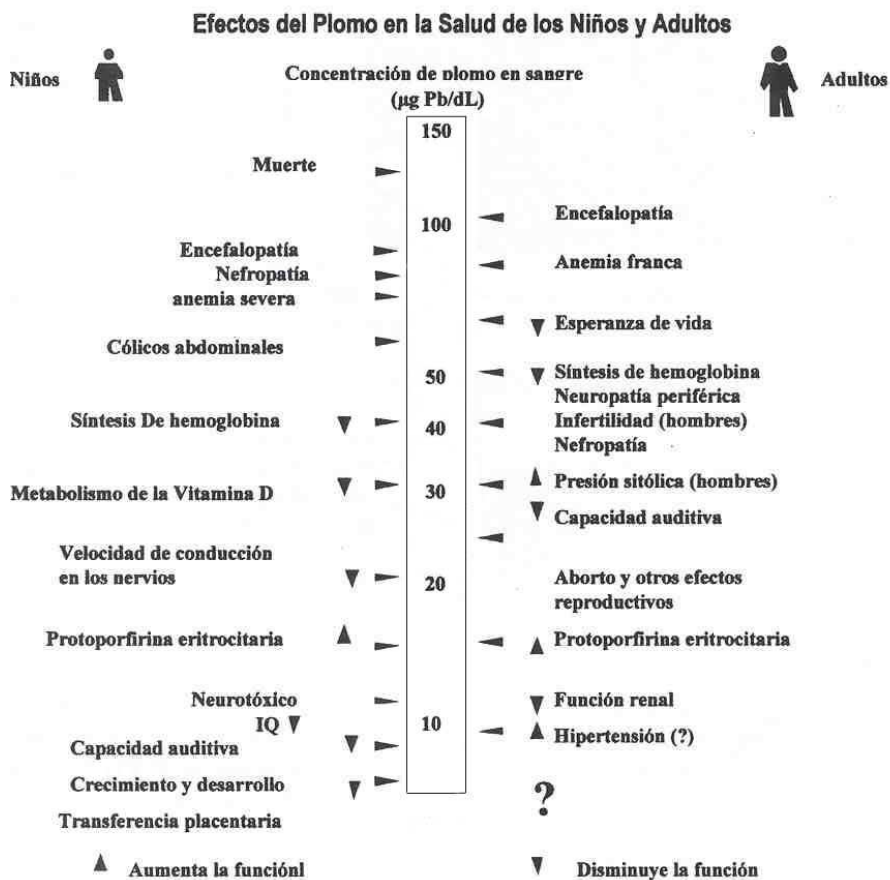 Efectos del Plomo en la Salud de los Niños y Adultos
Niños
Concentración de plomo en sangre
(µg Pb/dL)
Adultos
150
Muerte
Encefalopatía
100
Encefalopatía
Anemia franca
Nefropatía
anemia severa
Esperanza de vida
Cólicos abdominales
50
Síntesis de hemoglobina
Neuropatía periférica
Síntesis De hemoglobina
40
Infertilidad (hombres)
Nefropatía
Metabolismo de la Vitamina D
30
Presión sitólica (hombres)
Capacidad auditiva
Velocidad de conducción
en los nervios
20
Aborto y otros efectos
reproductivos
Protoporfirina eritrocitaria
Protoporfirina eritrocitaria
Neurotóxico
Función renal
IQ
10
Hipertensión (?)
Capacidad auditiva
Crecimiento y desarrollo
?
Transferencia placentaria
Aumenta la funciónl
Disminuye la función